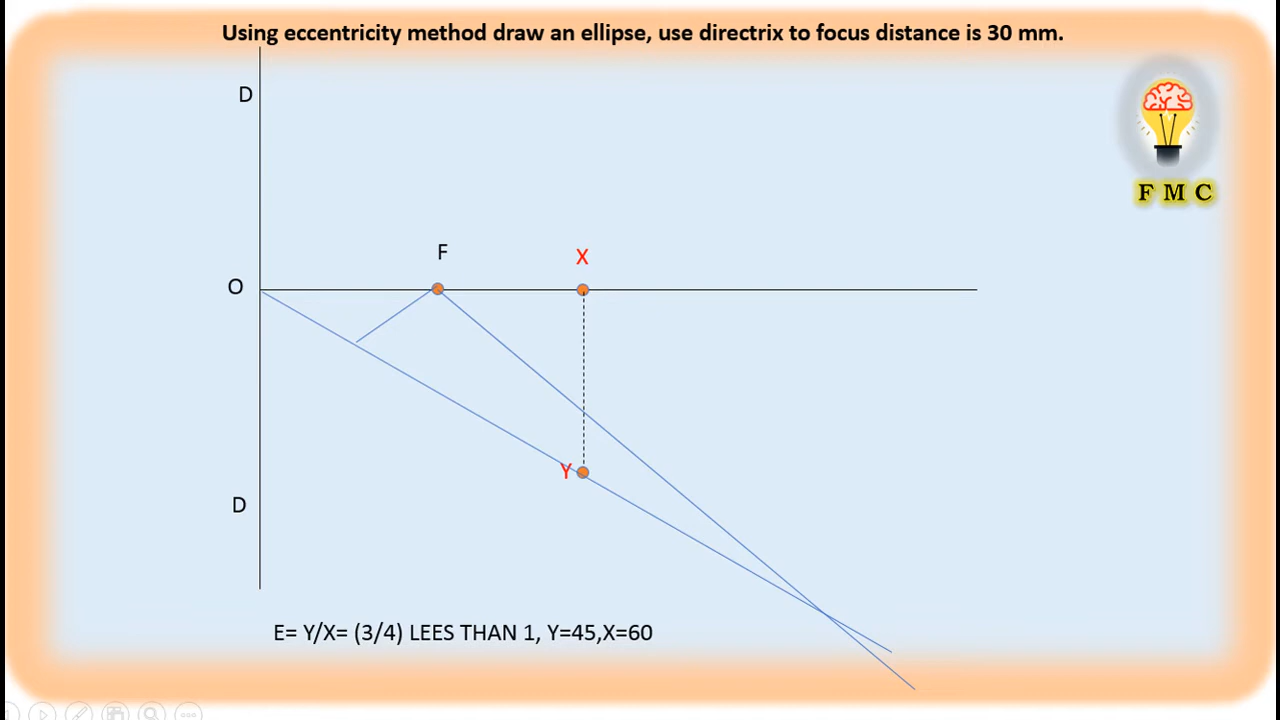 Using eccentricity method draw an ellipse, use directrix to focus distance is 30 mm.
D
F M C
F
X
O
Y
D
E= Y/X= (3/4) LEES THAN 1, Y=45,X=60